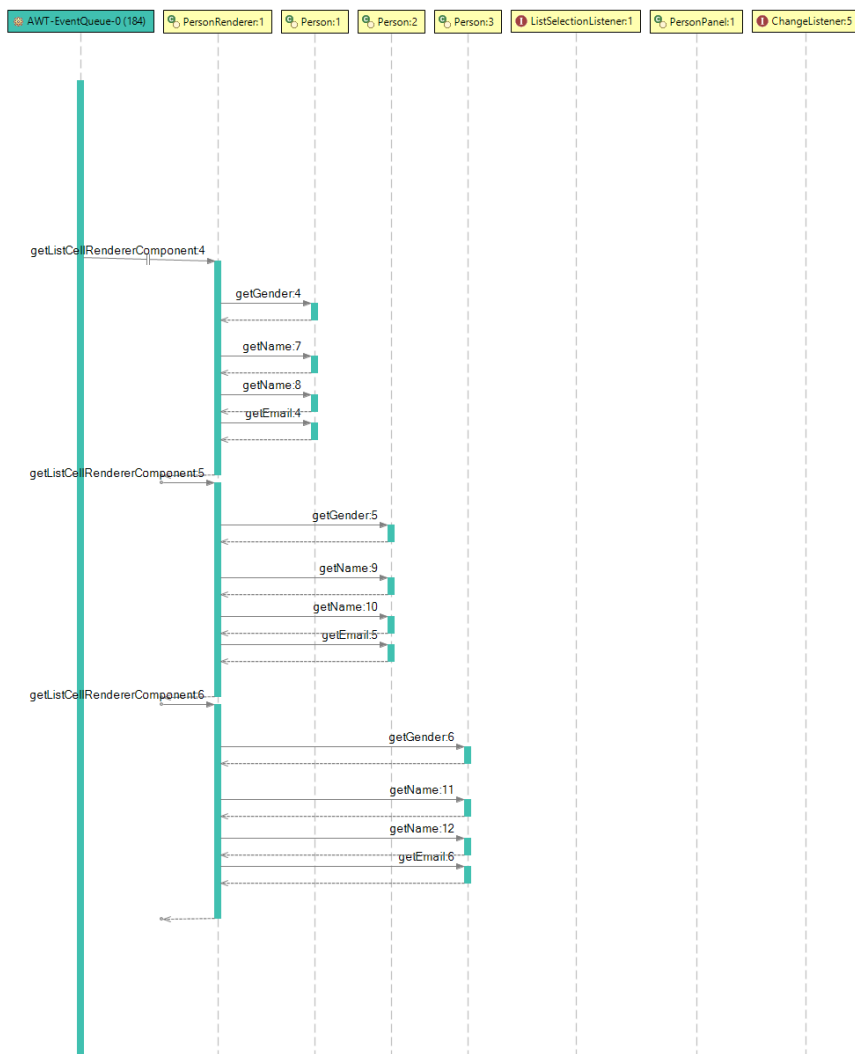 AWT-EventQueue-0 (184) PersonRenderer:1 Person:1 Person:2 Person:3 ListSelectionListener:1 PersonPanel:1 ChangeListener:5
getListCellRendererComponent:4
getGender:4
getName:7
getName:8
getEmail:4
getListCellRendererComponent:5
getGender:5
getName:9
getName:10
getEmail:5
getListCellRendererComponent:6
getGender:6
getName:11
getName:12
getEmail:6